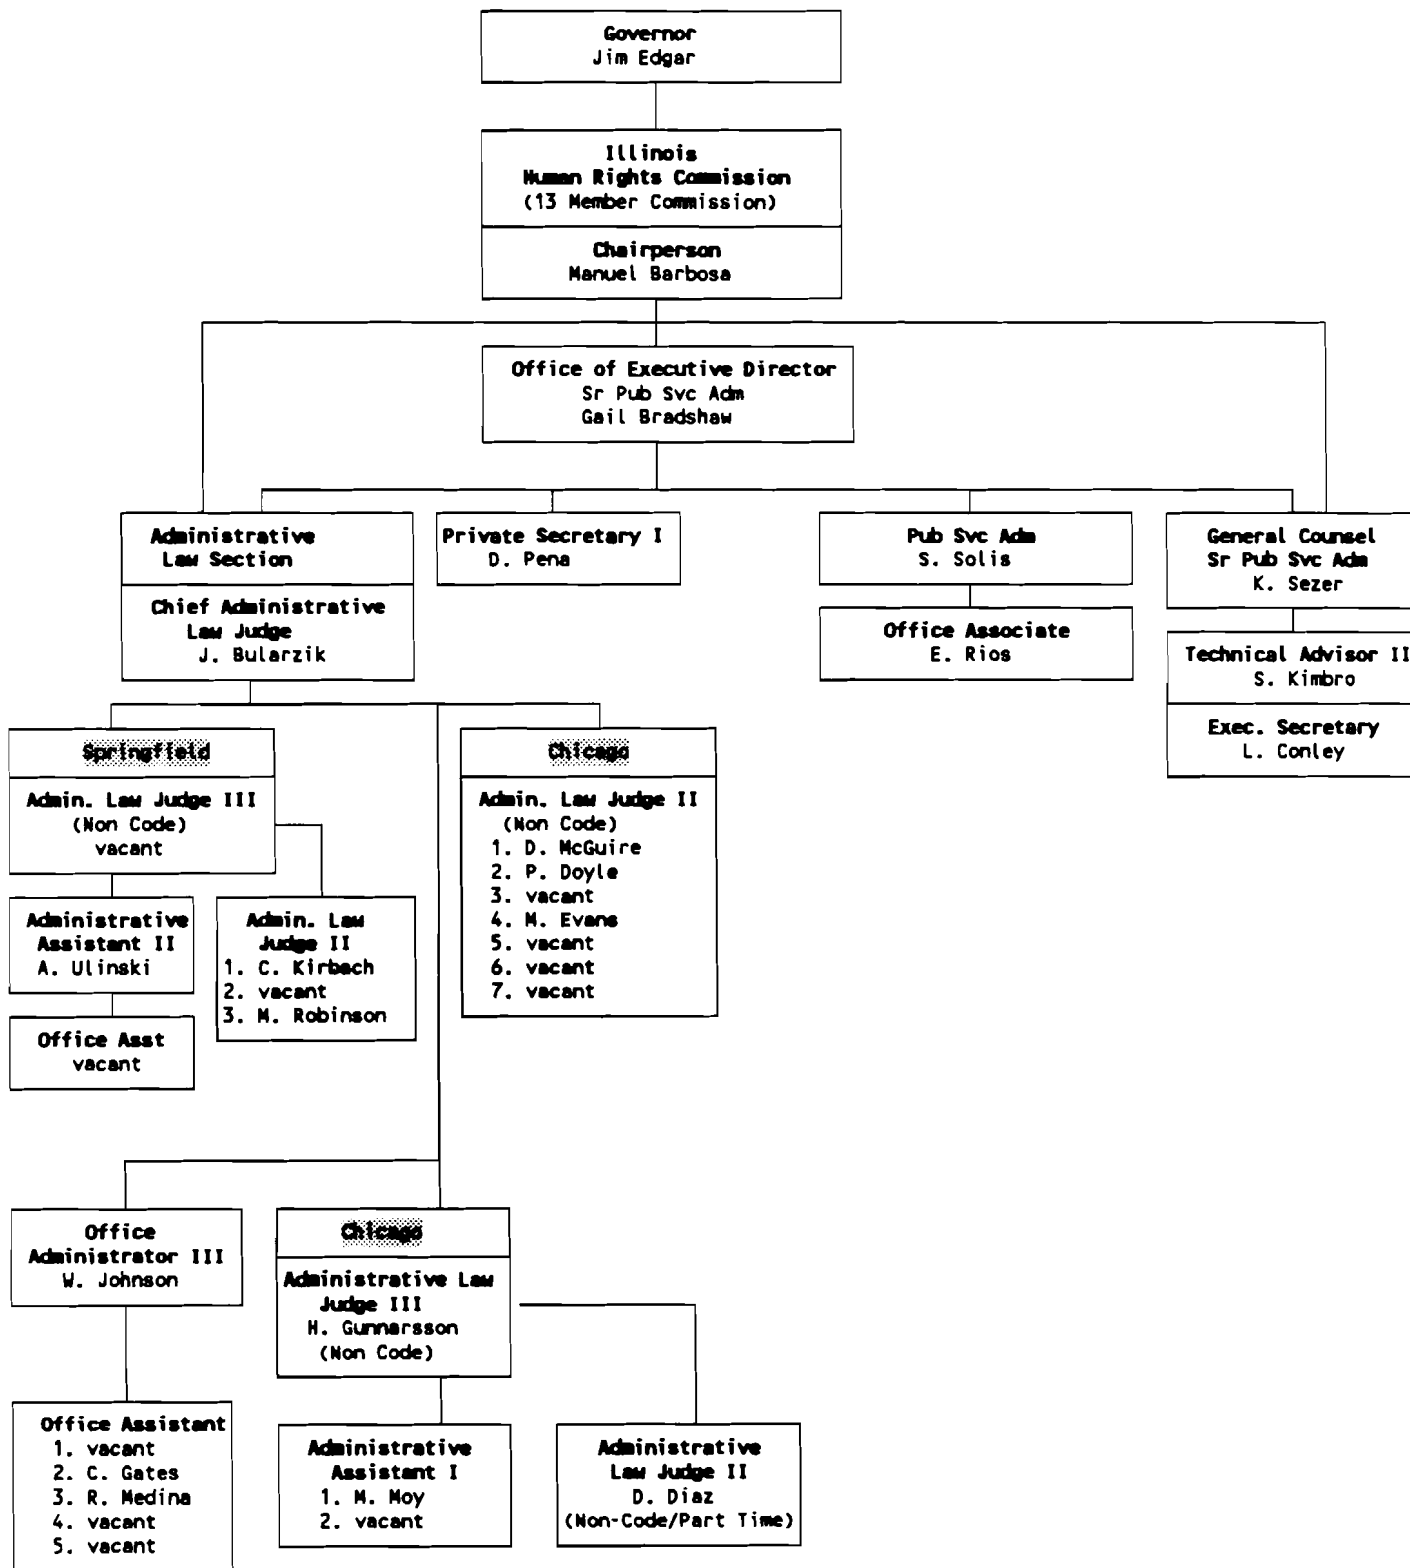 Governor
Jim Edgar
Illinois
Human Rights Commission
(13 Member Commission)
Chairperson
Manuel Barbosa
Office of Executive Director
Sr Pub Svc Adm
Gail Bradshaw
Administrative
Law Section
Chief Administrative
Law Judge
J. Bularzik
Private Secretary I
D. Pena
Pub Svc Adm
S. Solis
Office Associate
E. Rios
General Counsel
Sr Pub Svc Adm
K. Sezer
Technical Advisor II
S. Kimbro
Exec. Secretary
L. Conley
Springfield
Admin. Law Judge III
(Non Code)
vacant
Administrative
Assistant II
A. Ulinski
Office Asst
vacant
Admin. Law
Judge II
1. C. Kirbach
2. vacant
3. M. Robinson
Chicago
Admin. Law Judge II
(Non Code)
1. D. McGuire
2. P. Doyle
3. vacant
4. M. Evans
5. vacant
6. vacant
7. vacant
Office
Administrator III
W. Johnson
Office Assistant
1. vacant
2. C. Gates
3. R. Medina
4. vacant
5. vacant
Chicago
Administrative Law
Judge III
H. Gunnarsson
(Non Code)
Administrative
Assistant I
1. M. Moy
2. vacant
Administrative
Law Judge II
D. Diaz
(Non-Code/Part Time)